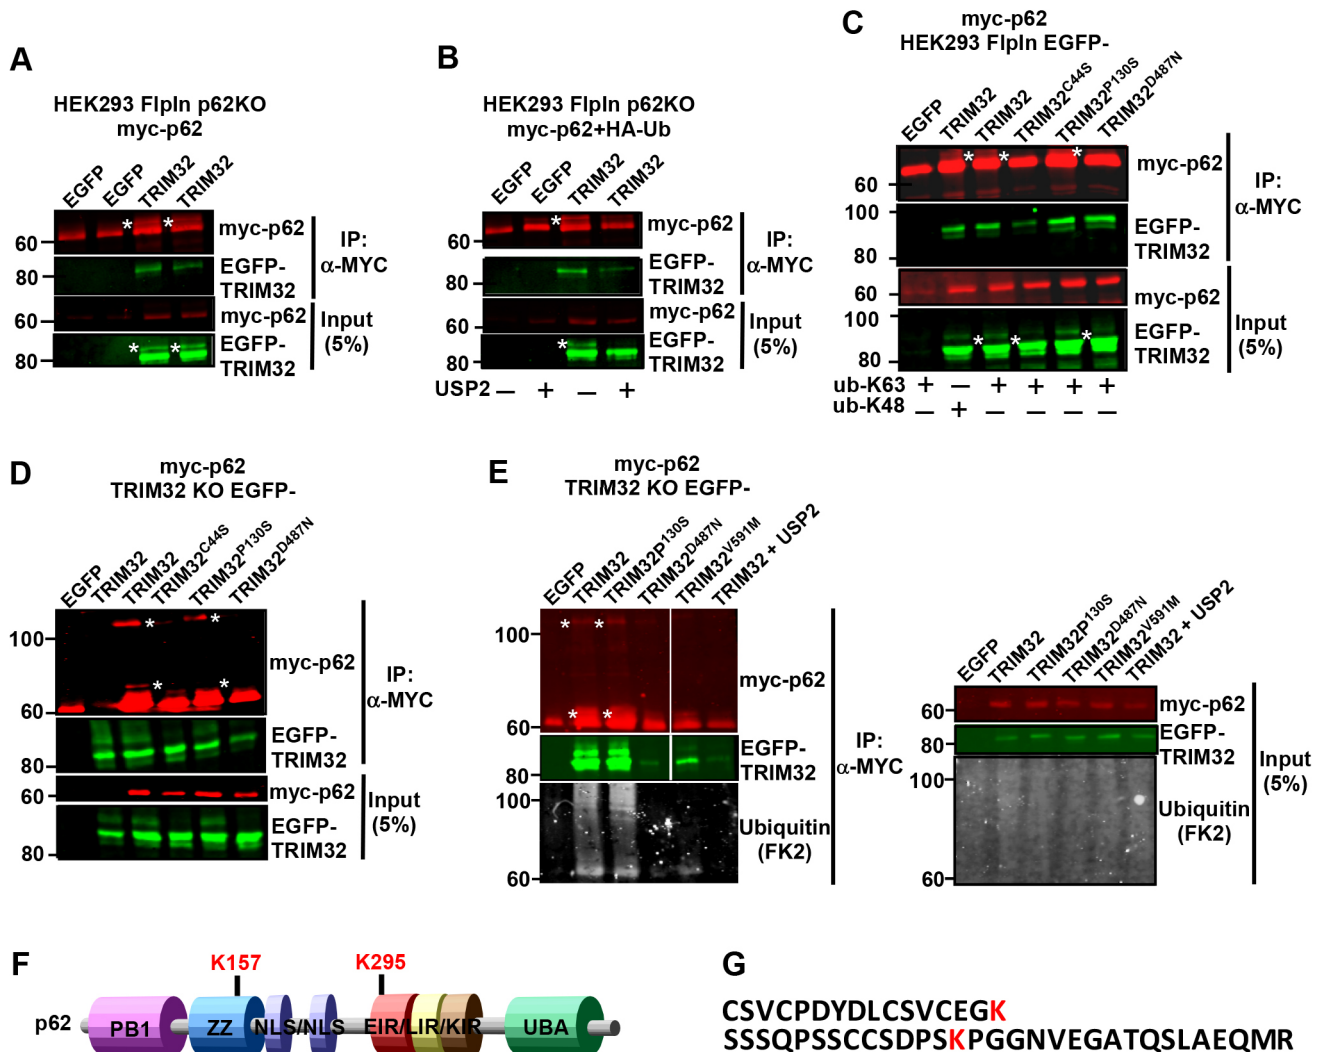 A
HEK293 FlpIn p62KO
myc-p62
EGFP EGFP TRIM32 TRIM32
* *
60 myc-p62
80 EGFP-
TRIM32
IP:
α-MYC
60 myc-p62
* *
80 EGFP-
TRIM32
Input
(5%)
B
HEK293 FlpIn p62KO
myc-p62+HA-Ub
EGFP EGFP TRIM32 TRIM32
*
60 myc-p62
80 EGFP-
TRIM32
IP:
α-MYC
60 myc-p62
*
EGFP-
80 TRIM32
Input
(5%)
USP2 — + — +
C
myc-p62
HEK293 FlpIn EGFP-
EGFP TRIM32 TRIM32 TRIM32C44S TRIM32P130S TRIM32D487N
* * *
60 myc-p62
100
EGFP-
80 TRIM32
IP:
α-MYC
60 myc-p62
100
EGFP-
* * *
80 TRIM32
Input
(5%)
ub-K63 + — + + + +
ub-K48 — + — — — —
D
myc-p62
TRIM32 KO EGFP-
EGFP TRIM32 TRIM32 TRIM32C44S TRIM32P130S TRIM32D487N
* *
100
myc-p62
* *
60
EGFP-
TRIM32
80
IP:
α-MYC
60 myc-p62
EGFP-
TRIM32
80
Input
(5%)
E
myc-p62
TRIM32 KO EGFP-
EGFP TRIM32 TRIM32P130S TRIM32D487N TRIM32V591M TRIM32 + USP2
* *
100
myc-p62
* *
60
EGFP-
80 TRIM32
100
Ubiquitin
(FK2)
60
IP:
α-MYC
EGFP TRIM32 TRIM32P130S TRIM32D487N TRIM32V591M TRIM32 + USP2
60 myc-p62
80 EGFP-
TRIM32
100
Ubiquitin
(FK2)
60
Input
(5%)
F
K157 K295
p62 PB1 ZZ NLS/NLS EIR/LIR/KIR UBA
G
CSVCPDYDLCSVCEGK
SSSQPSSCCSDPSKPGGNVEGATQSLAEQMR